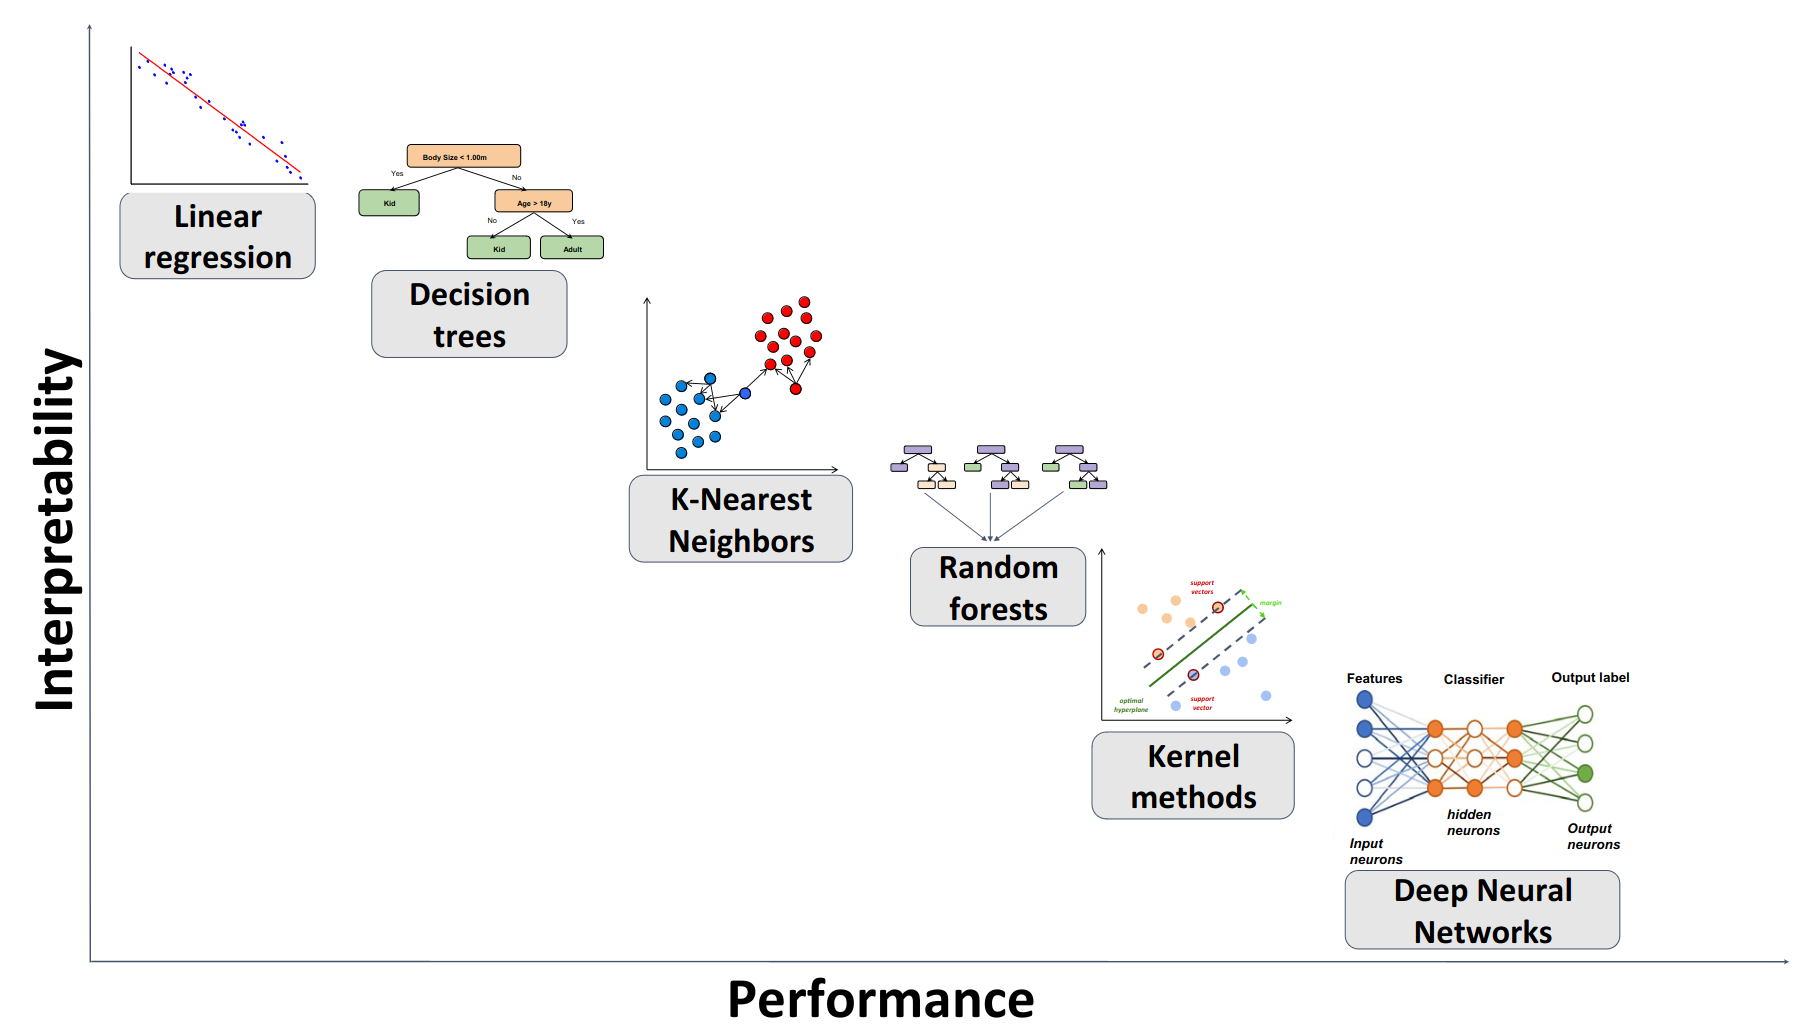 Interpretability
Linear
regression
Body Size < 1.00m
Yes
No
Kid
Age > 18y
No
Yes
Kid
Adult
Decision
trees
K-Nearest
Neighbors
Random
forests
support
vectors
margin
optimal
hyperplane
support
vector
Kernel
methods
Features
Classifier
Output label
hidden
neurons
Output
neurons
Input
neurons
Deep Neural
Networks
Performance